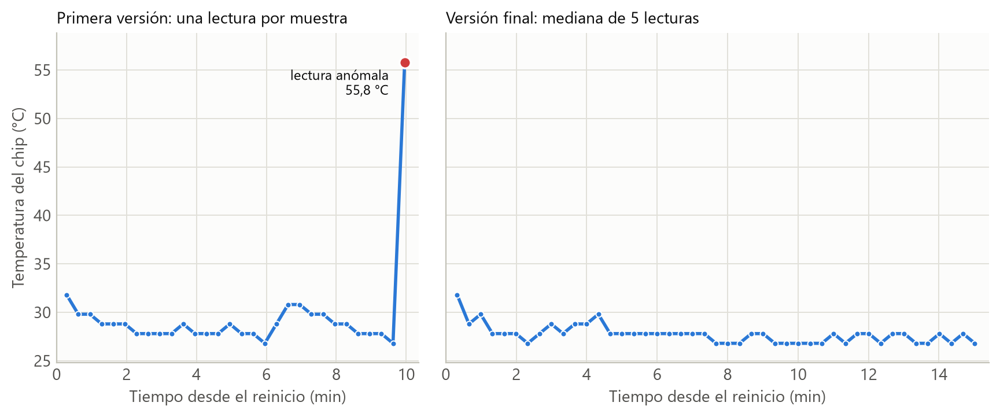 Primera versión: una lectura por muestra
lectura anómala
55,8 °C
Temperatura del chip (°C)
55
50
45
40
35
30
25
0 2 4 6 8 10
Tiempo desde el reinicio (min)
Versión final: mediana de 5 lecturas
0 2 4 6 8 10 12 14
Tiempo desde el reinicio (min)